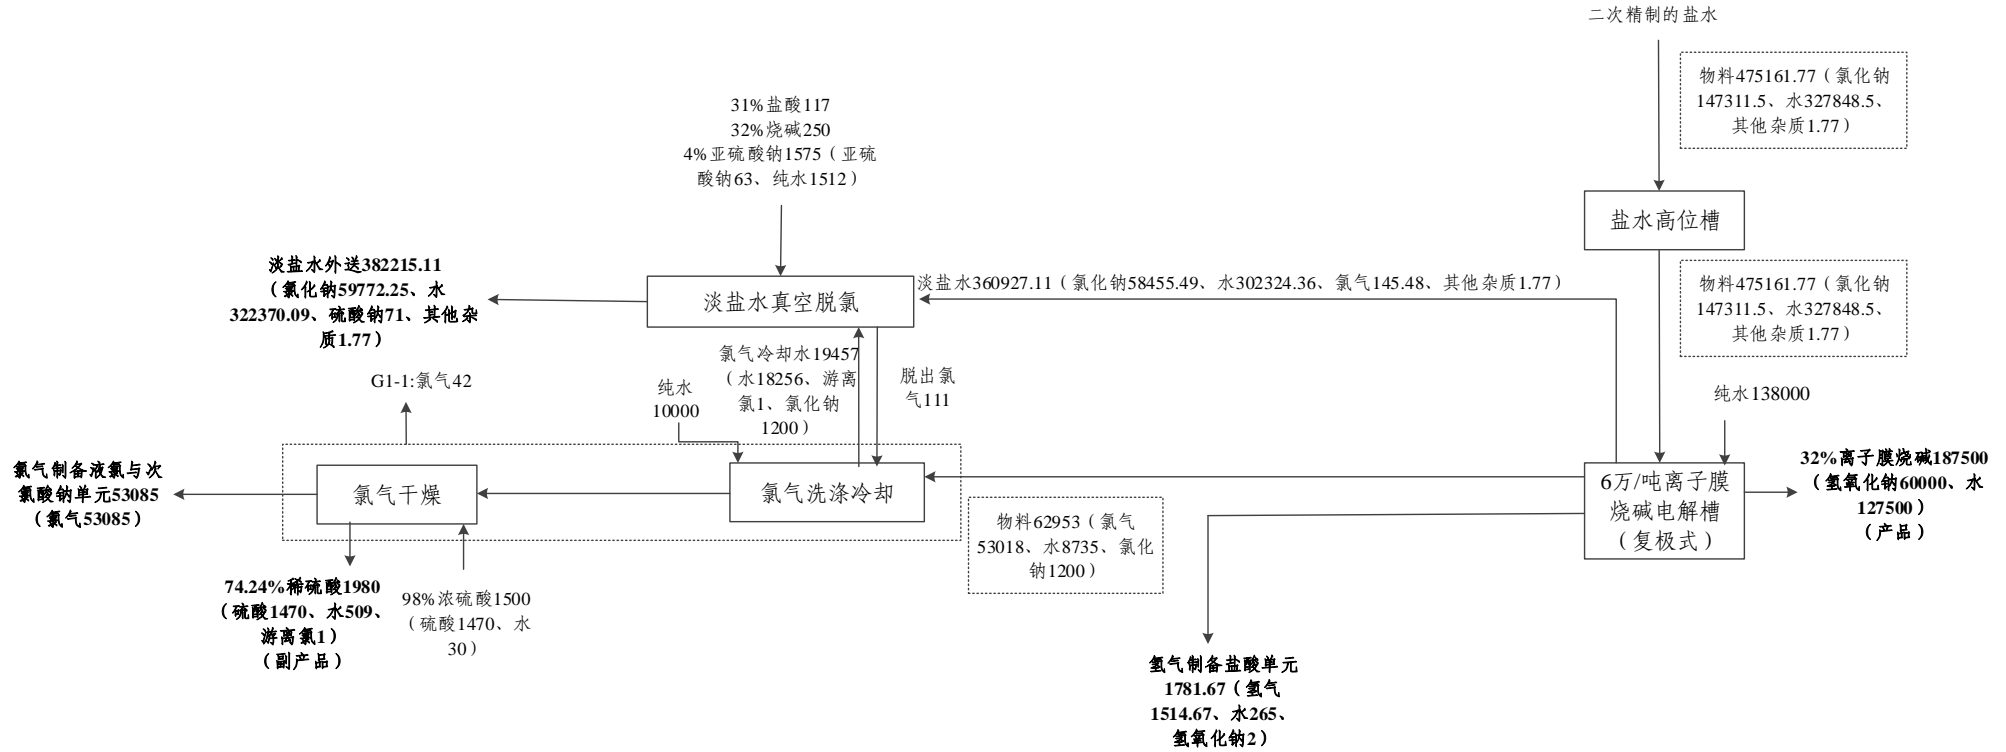 二次精制的盐水
物料475161.77（氯化钠
147311.5、水327848.5、
其他杂质1.77）
31%盐酸117
32%烧碱250
4%亚硫酸钠1575（亚硫
酸钠63、纯水1512）
盐水高位槽
淡盐水外送382215.11
（氯化钠59772.25、水
322370.09、硫酸钠71、其他杂
质1.77）
淡盐水真空脱氯
淡盐水360927.11（氯化钠58455.49、水302324.36、氯气145.48、其他杂质1.77）
物料475161.77（氯化钠
147311.5、水327848.5、
其他杂质1.77）
G1-1:氯气42
纯水
10000
氯气冷却水19457
（水18256、游离
氯1、氯化钠
1200）
脱出氯
气111
纯水138000
氯气制备液氯与次
氯酸钠单元53085
（氯气53085）
氯气干燥
氯气洗涤冷却
6万/吨离子膜
烧碱电解槽
（复极式）
32%离子膜烧碱187500
（氢氧化钠60000、水
127500）
（产品）
物料62953（氯气
53018、水8735、氯化
钠1200）
74.24%稀硫酸1980
（硫酸1470、水509、
游离氯1）
（副产品）
98%浓硫酸1500
（硫酸1470、水
30）
氢气制备盐酸单元
1781.67（氢气
1514.67、水265、
氢氧化钠2）